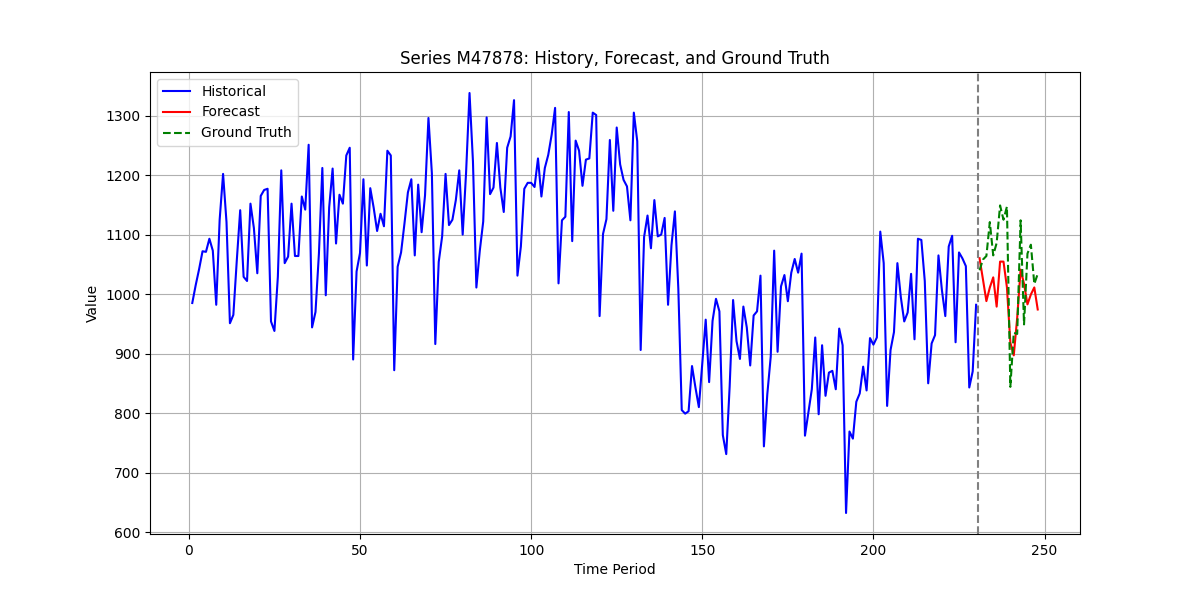 Series M47878: History, Forecast, and Ground Truth
Historical
Forecast
Ground Truth
Value
1300
1200
1100
1000
900
800
700
600
0 50 100 150 200 250
Time Period